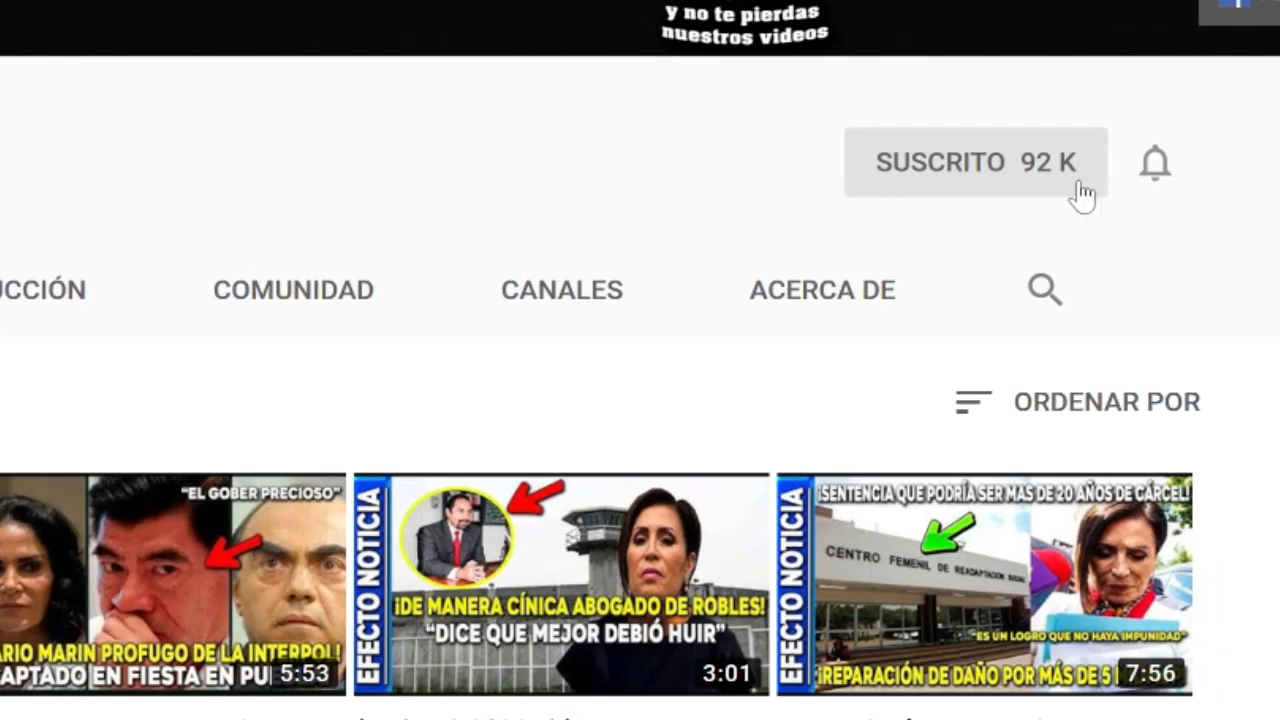 y no te pierdas
nuestros videos
SUSCRITO 92 K
UCCIÓN COMUNIDAD CANALES ACERCA DE
ORDENAR POR
"EL GOBER PRECIOSO"
ARIO MARIN PROFUGO DE LA INTERPOL!
APTADO EN FIESTA EN PU
5:53
EFECTO NOTICIA
¡DE MANERA CÍNICA ABOGADO DE ROBLES!
"DICE QUE MEJOR DEBIÓ HUIR"
3:01
EFECTO NOTICIA
¡SENTENCIA QUE PODRÍA SER MAS DE 20 AÑOS DE CÁRCEL!
CENTRO FEMENIL DE READAPTACION SOCIAL
"ES UN LOGRO QUE NO HAYA IMPUNIDAD"
¡REPARACIÓN DE DAÑO POR MÁS DE 5
7:56